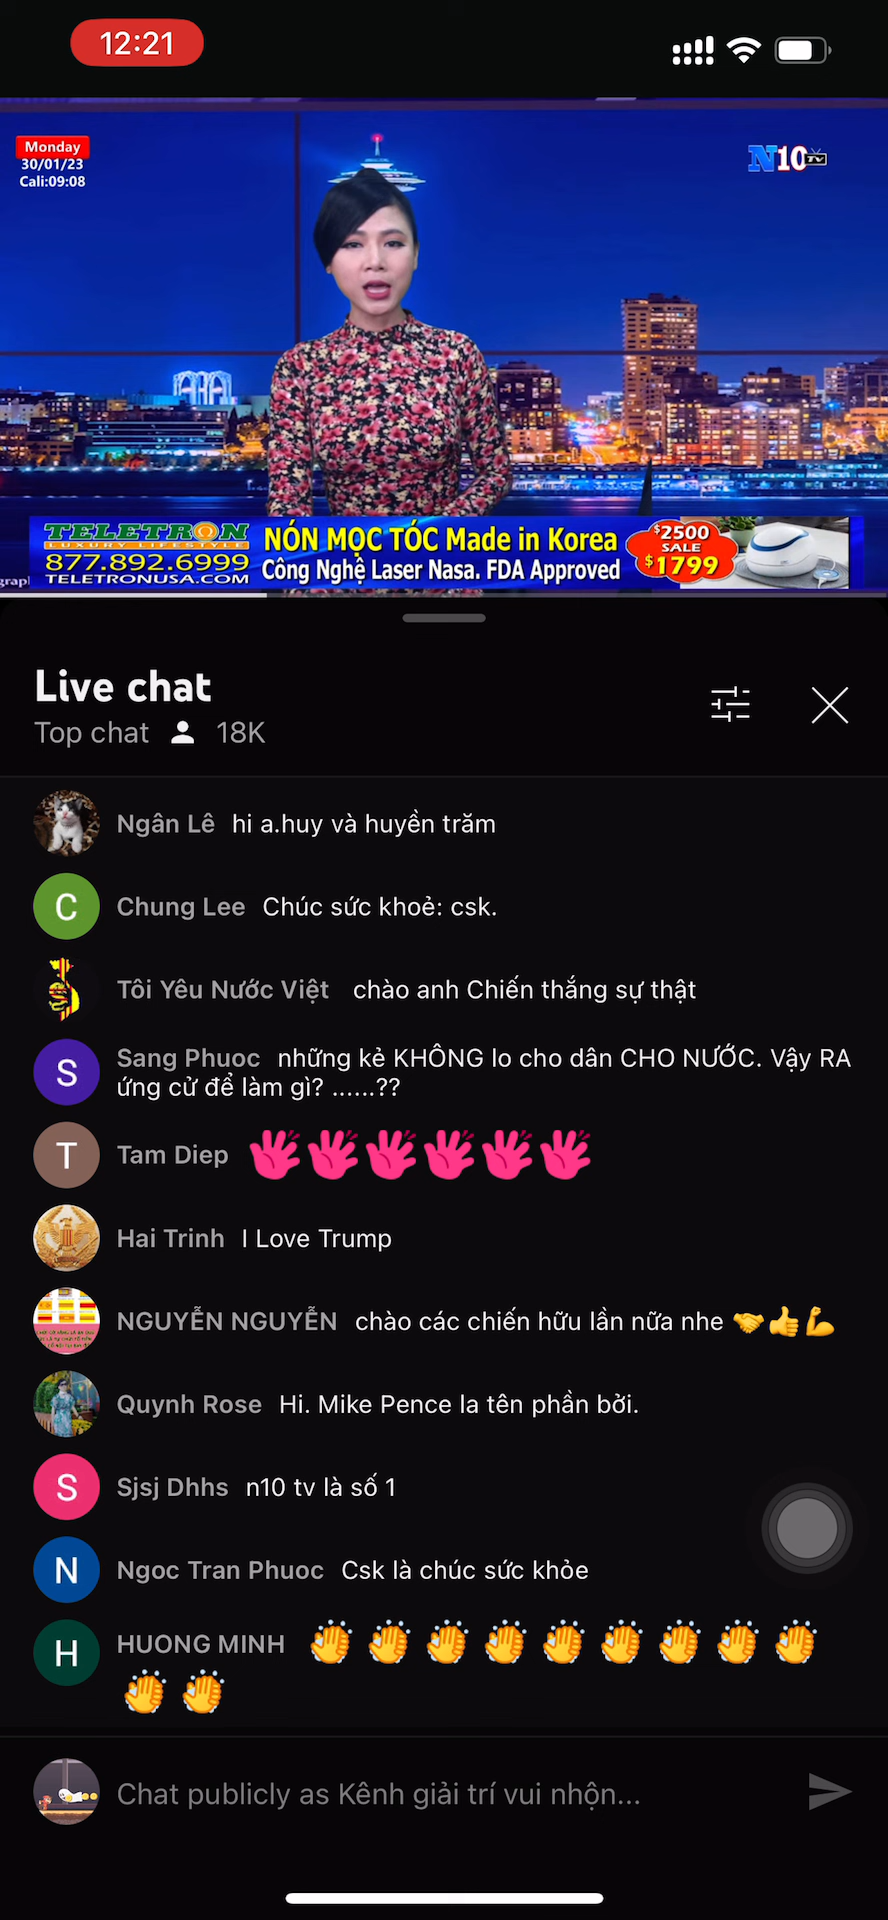 12:21
Monday
30/01/23
Cali:09:08
N10 TV
TELETRON
LUXURY LIFESTYLE
877.892.6999
TELETRONUSA.COM
NÓN MỌC TÓC Made in Korea
Công Nghệ Laser Nasa. FDA Approved
$2500
SALE
$1799
Live chat
Top chat 18K
Ngân Lê hi a.huy và huyền trăm
C Chung Lee Chúc sức khoẻ: csk.
Tôi Yêu Nước Việt chào anh Chiến thắng sự thật
S Sang Phuoc những kẻ KHÔNG lo cho dân CHO NƯỚC. Vậy RA
ứng cử để làm gì? ......??
T Tam Diep
Hai Trinh I Love Trump
NGUYỄN NGUYỄN chào các chiến hữu lần nữa nhe 🤝👍💪
Quynh Rose Hi. Mike Pence la tên phần bởi.
S Sjsj Dhhs n10 tv là số 1
N Ngoc Tran Phuoc Csk là chúc sức khỏe
H HUONG MINH 👏👏👏👏👏👏👏👏👏
👏👏
Chat publicly as Kênh giải trí vui nhộn...